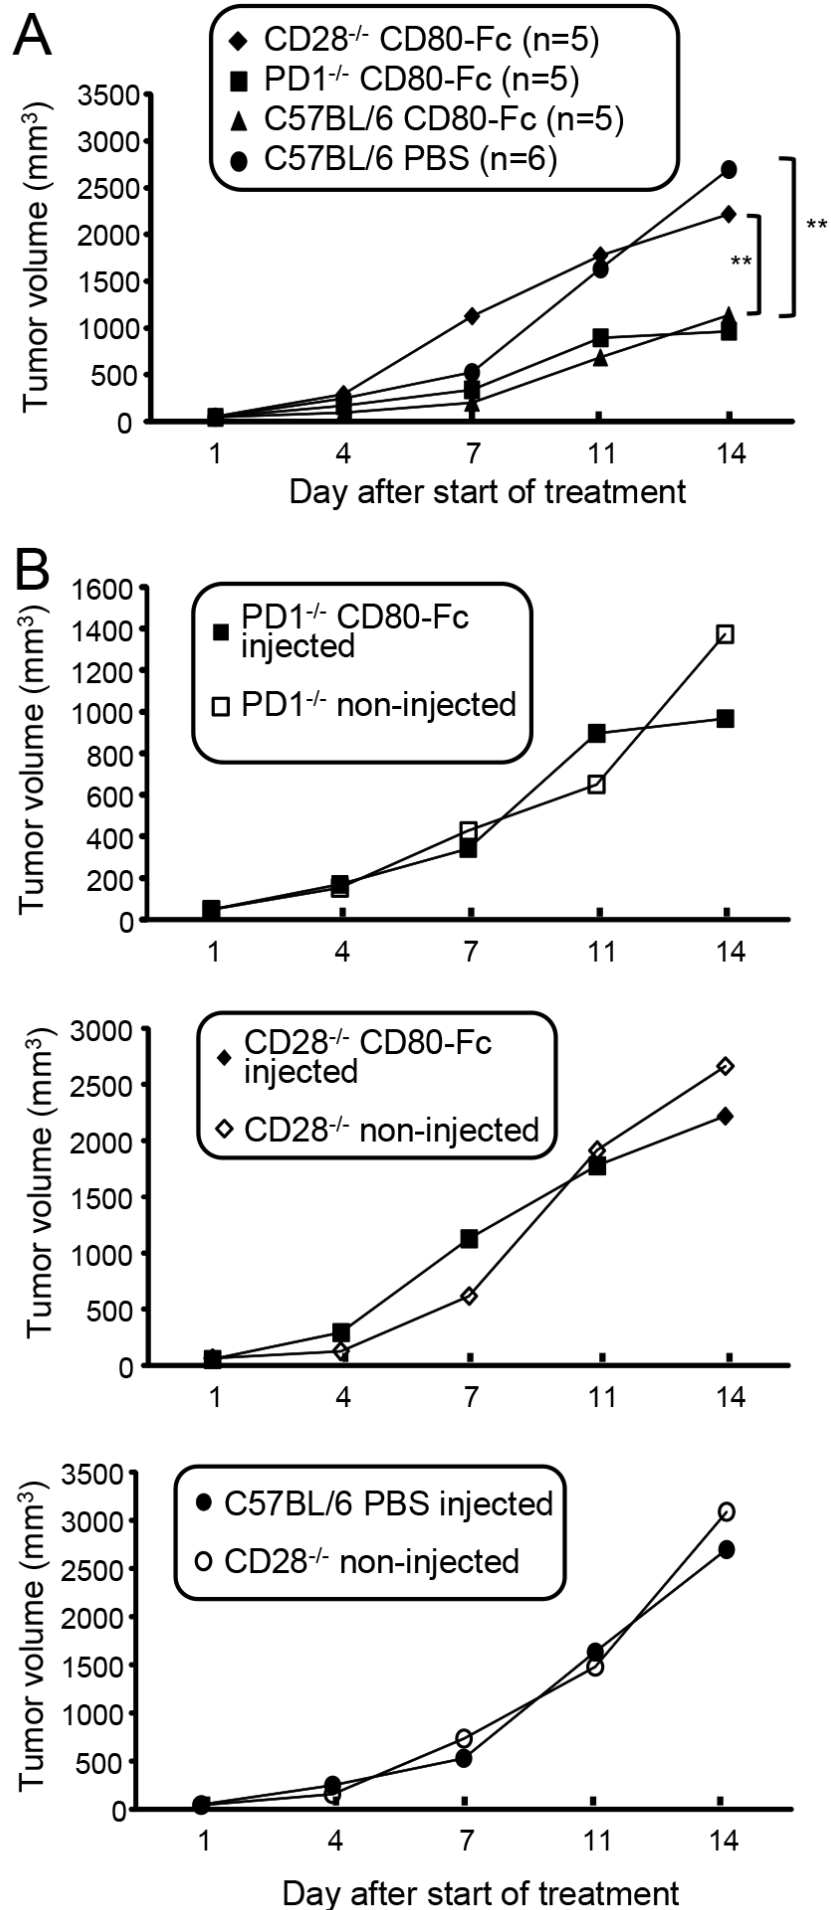 A
CD28-/- CD80-Fc (n=5)
PD1-/- CD80-Fc (n=5)
C57BL/6 CD80-Fc (n=5)
C57BL/6 PBS (n=6)
Tumor volume (mm3)
3500
3000
2500
2000
1500
1000
500
0
**
**
1 4 7 11 14
Day after start of treatment
B
PD1-/- CD80-Fc
injected
PD1-/- non-injected
Tumor volume (mm3)
1600
1400
1200
1000
800
600
400
200
0
1 4 7 11 14
CD28-/- CD80-Fc
injected
CD28-/- non-injected
Tumor volume (mm3)
3000
2500
2000
1500
1000
500
0
1 4 7 11 14
C57BL/6 PBS injected
CD28-/- non-injected
Tumor volume (mm3)
3500
3000
2500
2000
1500
1000
500
0
1 4 7 11 14
Day after start of treatment